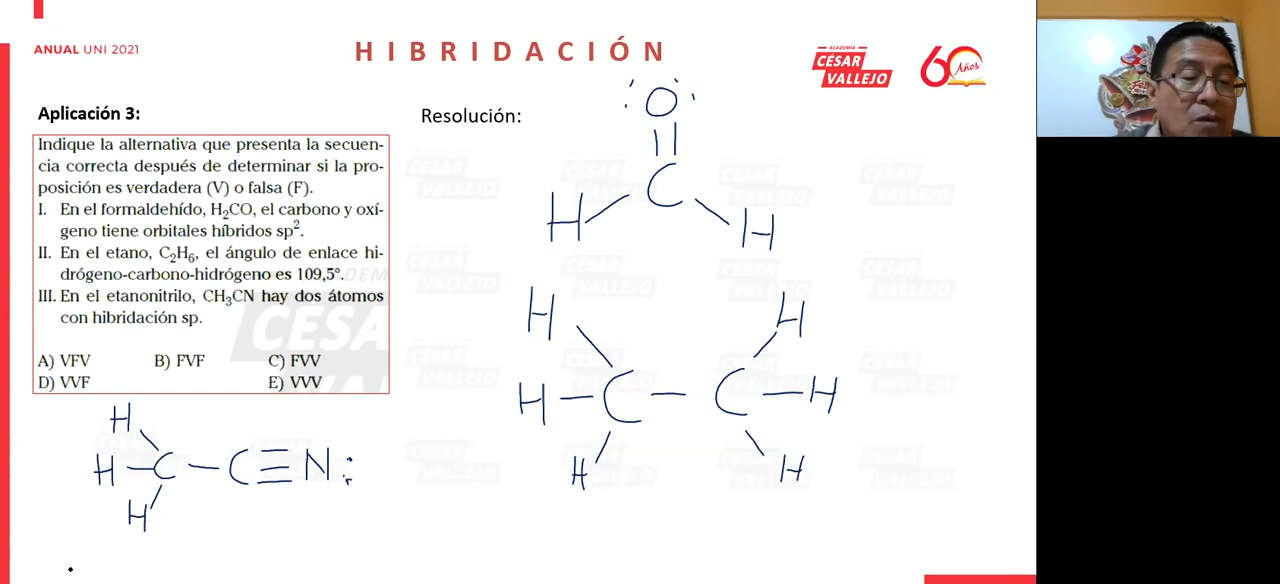 ANUAL UNI 2021
HIBRIDACIÓN
ACADEMIA
CÉSAR
VALLEJO
60 Años
Aplicación 3:
Resolución:
Indique la alternativa que presenta la secuen-
cia correcta después de determinar si la pro-
posición es verdadera (V) o falsa (F).
I. En el formaldehído, H₂CO, el carbono y oxí-
geno tiene orbitales híbridos sp².
II. En el etano, C₂H₆, el ángulo de enlace hi-
drógeno-carbono-hidrógeno es 109,5°.
III. En el etanonitrilo, CH₃CN hay dos átomos
con hibridación sp.
A) VFV B) FVF C) FVV
D) VVF E) VVV
:O:
||
C
H H
H H
H – C – C – H
H H
H
H – C – C ≡ N :
H